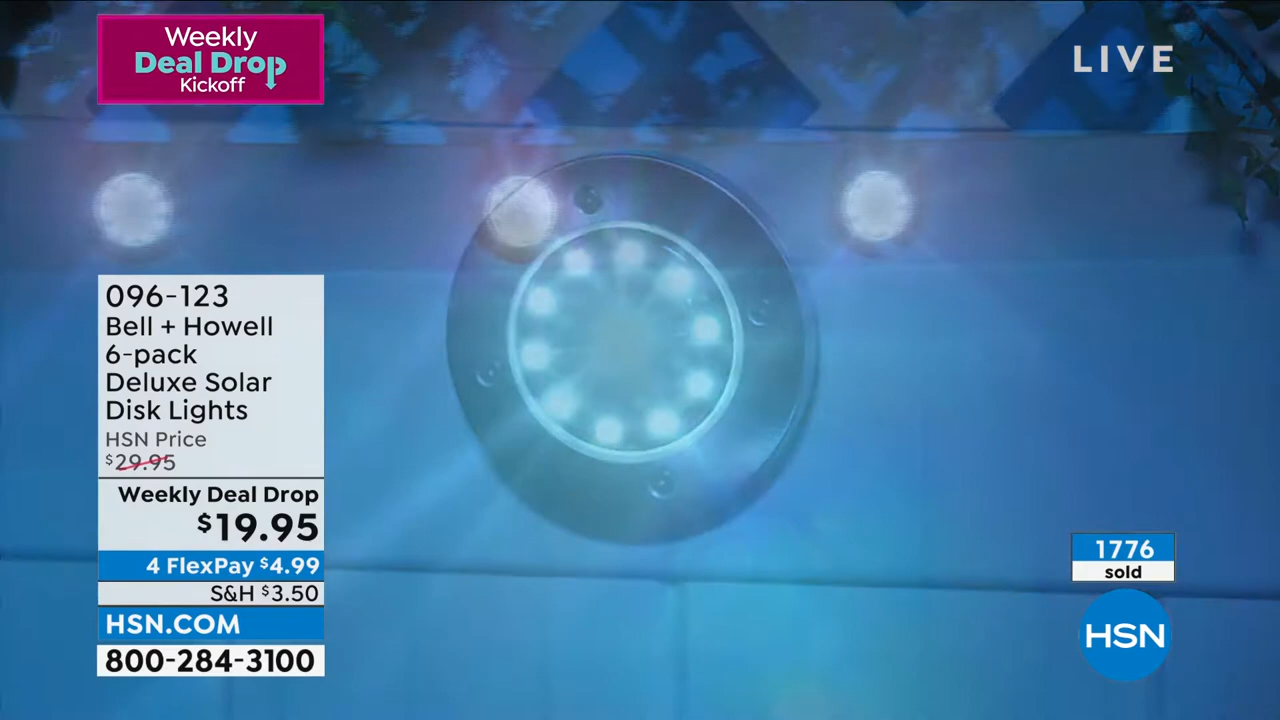 Weekly
Deal Drop
Kickoff
LIVE
096-123
Bell + Howell
6-pack
Deluxe Solar
Disk Lights
HSN Price
$29.95
Weekly Deal Drop
$19.95
4 FlexPay $4.99
S&H $3.50
HSN.COM
800-284-3100
1776
sold
HSN